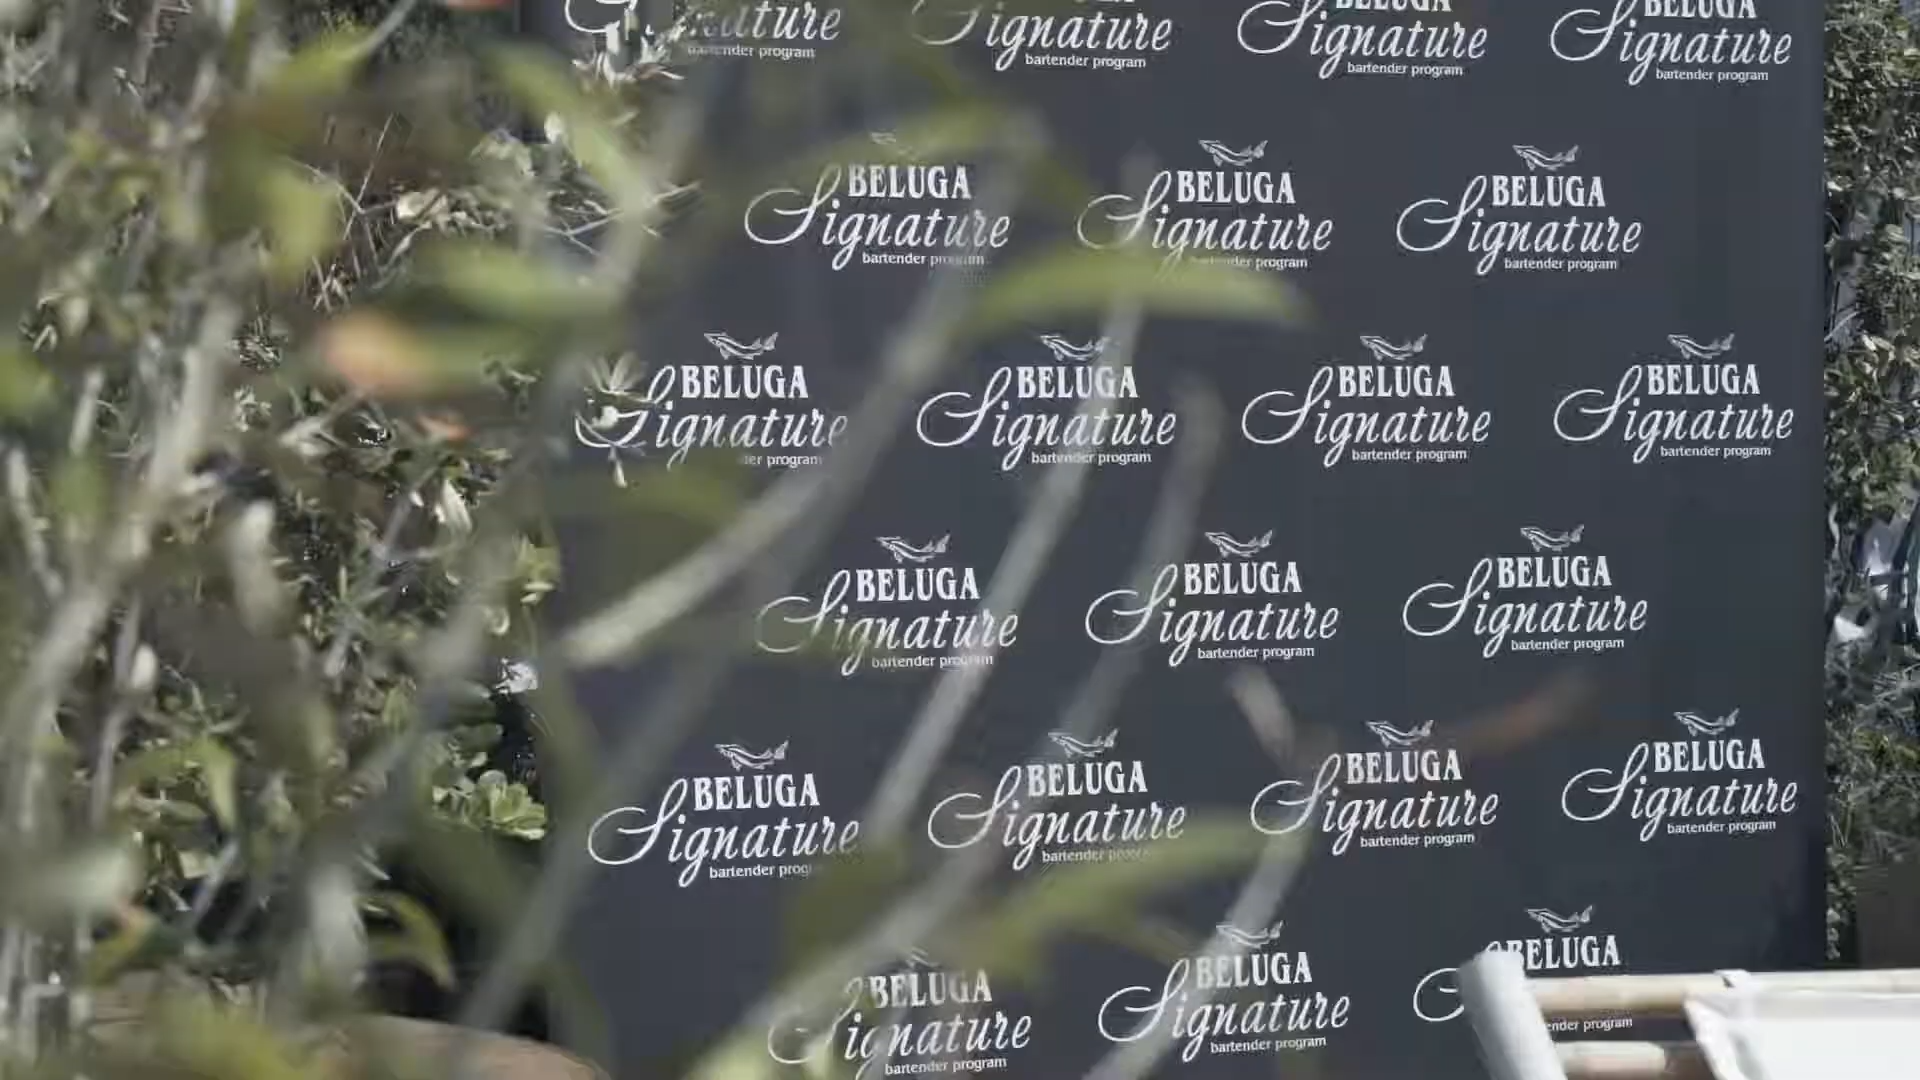 Signature Signature Signature
bartender program bartender program bartender program bartender program
BELUGA BELUGA BELUGA
Signature Signature Signature
bartender program bartender program
BELUGA BELUGA BELUGA BELUGA
Signature Signature Signature Signature
program bartender program bartender program bartender program
BELUGA BELUGA BELUGA
Signature Signature Signature
bartender program bartender program bartender program
BELUGA BELUGA BELUGA BELUGA
Signature Signature Signature Signature
bartender bartender bartender program bartender program
BELUGA BELUGA BELUGA
Signature Signature
bartender program bartender program program